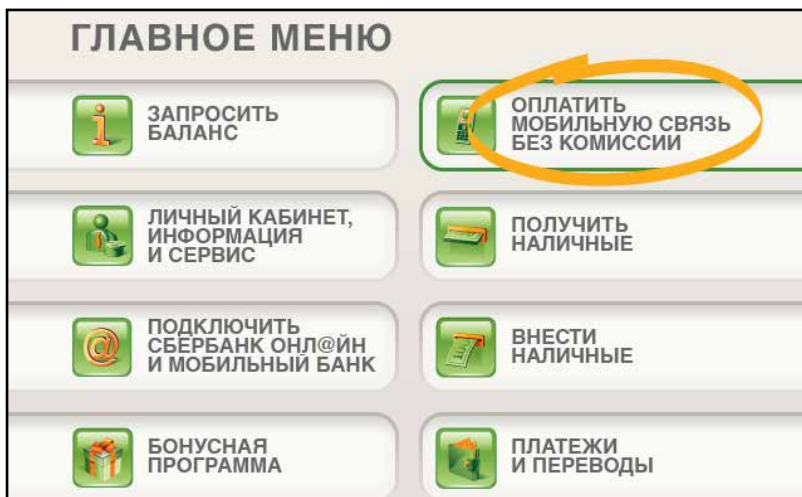 ГЛАВНОЕ МЕНЮ
ЗАПРОСИТЬ
БАЛАНС
ОПЛАТИТЬ
МОБИЛЬНУЮ СВЯЗЬ
БЕЗ КОМИССИИ
ЛИЧНЫЙ КАБИНЕТ,
ИНФОРМАЦИЯ
И СЕРВИС
ПОЛУЧИТЬ
НАЛИЧНЫЕ
ПОДКЛЮЧИТЬ
СБЕРБАНК ОНЛ@ЙН
И МОБИЛЬНЫЙ БАНК
ВНЕСТИ
НАЛИЧНЫЕ
БОНУСНАЯ
ПРОГРАММА
ПЛАТЕЖИ
И ПЕРЕВОДЫ